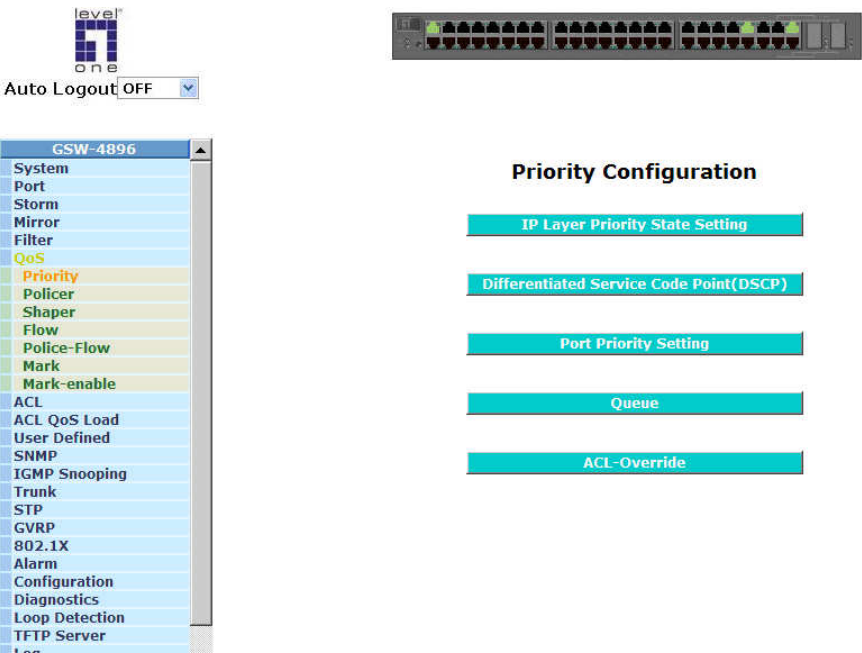 level
one
Auto Logout OFF
GSW-4896
System
Port
Storm
Mirror
Filter
QoS
Priority
Policer
Shaper
Flow
Police-Flow
Mark
Mark-enable
ACL
ACL QoS Load
User Defined
SNMP
IGMP Snooping
Trunk
STP
GVRP
802.1X
Alarm
Configuration
Diagnostics
Loop Detection
TFTP Server
Log
Priority Configuration
IP Layer Priority State Setting
Differentiated Service Code Point(DSCP)
Port Priority Setting
Queue
ACL-Override